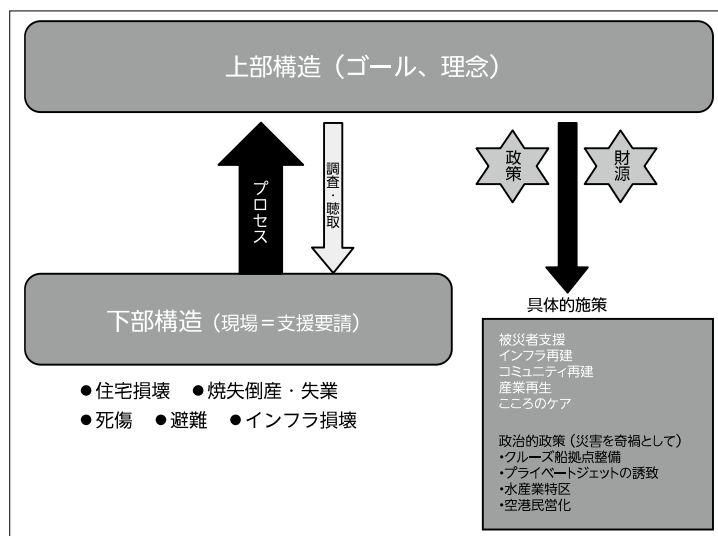 上部構造（ゴール、理念）
プロセス
調査・聴取
政策
財源
下部構造（現場＝支援要請）
●住宅損壊　●焼失倒産・失業
●死傷　●避難　●インフラ損壊
具体的施策
被災者支援
インフラ再建
コミュニティ再建
産業再生
こころのケア
政治的政策（災害を奇禍として）
・クルーズ船拠点整備
・プライベートジェットの誘致
・水産業特区
・空港民営化